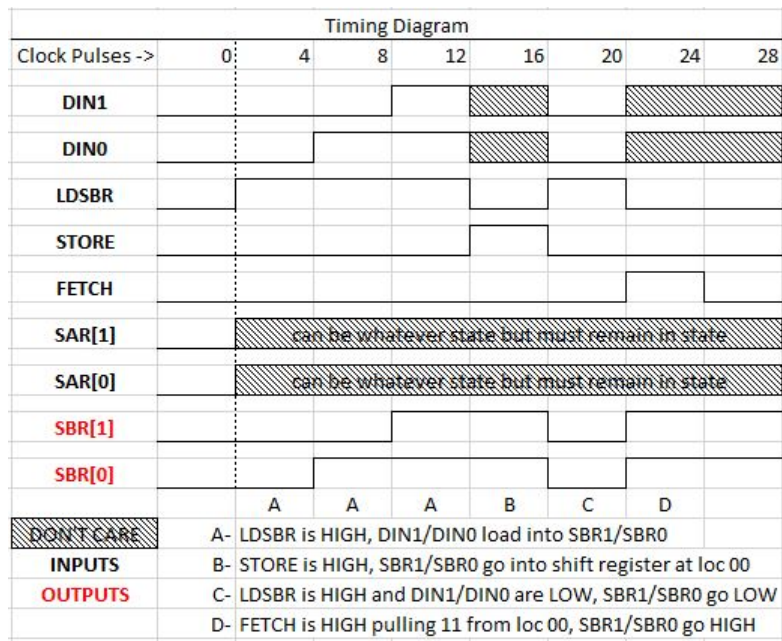 Timing Diagram
Clock Pulses -> 0 4 8 12 16 20 24 28
DIN1
DIN0
LDSBR
STORE
FETCH
SAR[1] can be whatever state but must remain in state
SAR[0] can be whatever state but must remain in state
SBR[1]
SBR[0]
A A A B C D
DON'T CARE A- LDSBR is HIGH, DIN1/DIN0 load into SBR1/SBR0
INPUTS B- STORE is HIGH, SBR1/SBR0 go into shift register at loc 00
OUTPUTS C- LDSBR is HIGH and DIN1/DIN0 are LOW, SBR1/SBR0 go LOW
D- FETCH is HIGH pulling 11 from loc 00, SBR1/SBR0 go HIGH